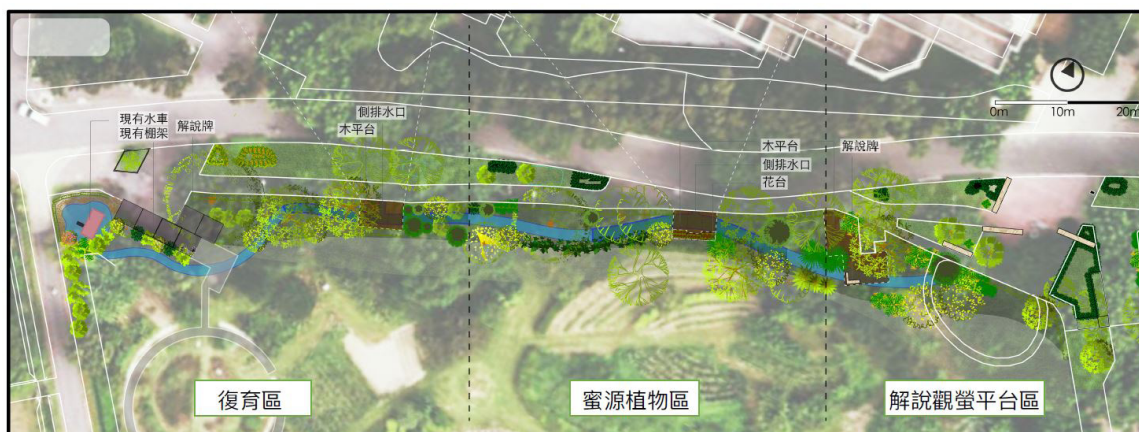 現有水車
現有棚架
解說牌
側排水口
木平台
木平台
側排水口
花台
解說牌
0m 10m 20m
復育區
蜜源植物區
解說觀螢平台區